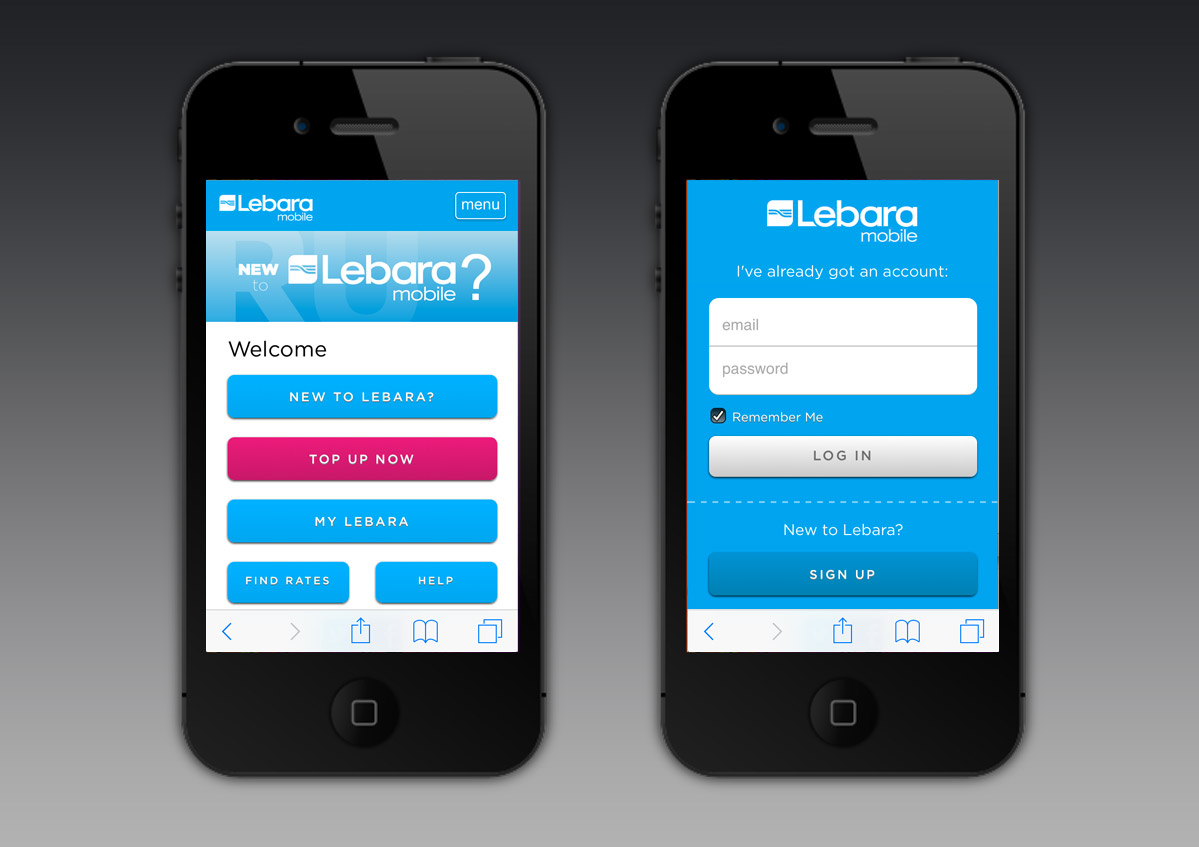 Lebara
mobile
menu
NEW
to
Lebara
mobile
?
RU
Welcome
NEW TO LEBARA?
TOP UP NOW
MY LEBARA
FIND RATES
HELP
Lebara
mobile
I've already got an account:
email
password
Remember Me
LOG IN
New to Lebara?
SIGN UP